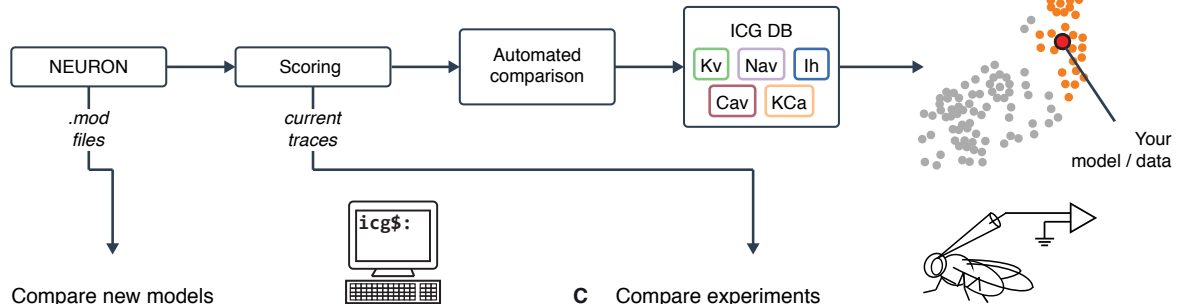 NEURON
Scoring
Automated
comparison
ICG DB
Kv
Nav
Ih
Cav
KCa
.mod
files
current
traces
Your
model / data
icg$:
Compare new models
C Compare experiments